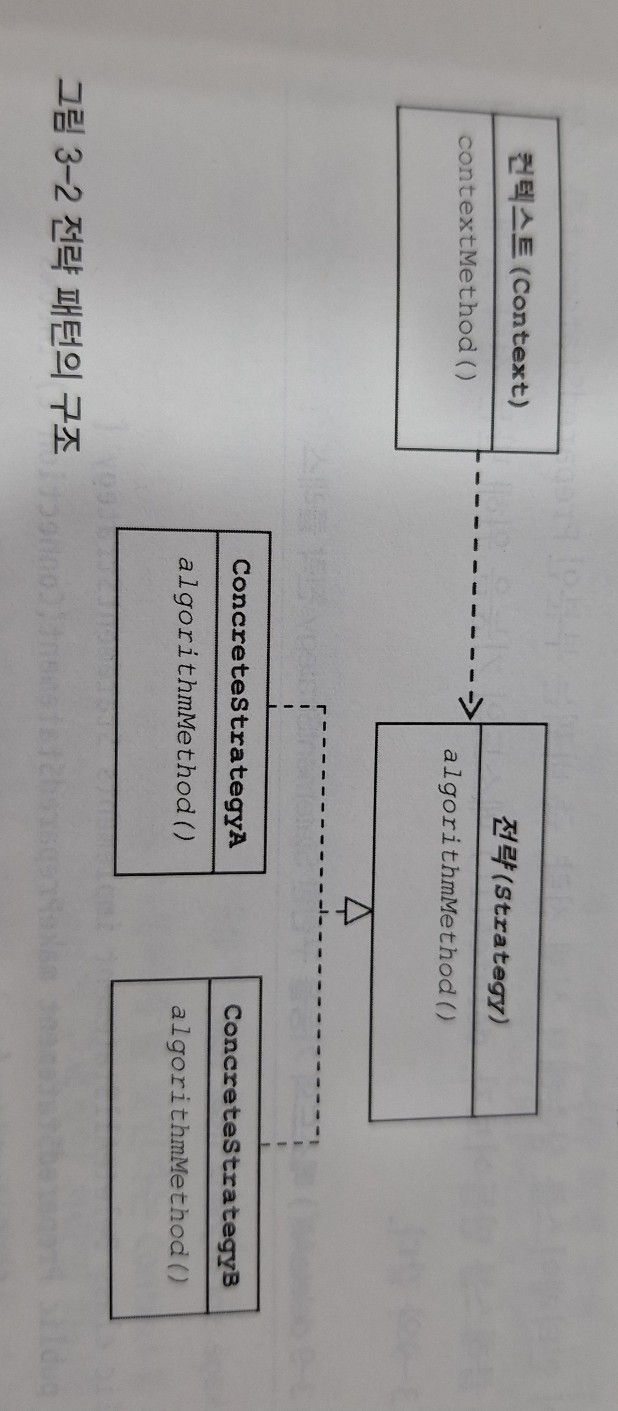 컨텍스트(Context)
contextMethod()
전략(Strategy)
algorithmMethod()
ConcreteStrategyA
algorithmMethod()
ConcreteStrategyB
algorithmMethod()
그림 3-2 전략 패턴의 구조